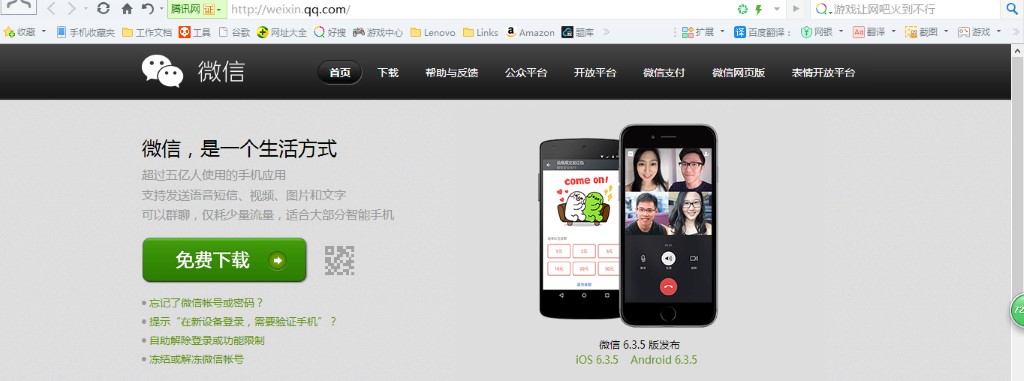 腾讯网 证 http://weixin.qq.com/ 游戏让网吧火到不行
收藏 手机收藏夹 工作文档 工具 谷歌 网址大全 好搜 游戏中心 Lenovo Links Amazon 题库 扩展 百度翻译： 网银 翻译 截图 游戏
微信 首页 下载 帮助与反馈 公众平台 开放平台 微信支付 微信网页版 表情开放平台
微信，是一个生活方式
超过五亿人使用的手机应用
支持发送语音短信、视频、图片和文字
可以群聊，仅耗少量流量，适合大部分智能手机
免费下载
忘记了微信帐号或密码？
提示“在新设备登录，需要验证手机”？
自助解除登录或功能限制
冻结或解冻微信帐号
come on!
微信 6.3.5 版发布
iOS 6.3.5 Android 6.3.5